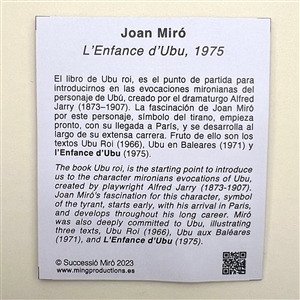 Joan Miró
L'Enfance d'Ubu, 1975
El libro de Ubu roi, es el punto de partida para
introducirnos en las evocaciones mironianas del
personaje de Ubú, creado por el dramaturgo Alfred
Jarry (1873–1907). La fascinación de Joan Miró
por este personaje, símbolo del tirano, empieza
pronto, con su llegada a París, y se desarrolla al
largo de su extensa carrera. Fruto de ello son los
textos Ubu Roi (1966), Ubu en Baleares (1971) y
l'Enfance d'Ubu (1975).
The book Ubu roi, is the starting point to introduce
us to the character mironians evocations of Ubu,
created by playwright Alfred Jarry (1873-1907).
Joan Miró's fascination for this character, symbol
of the tyrant, starts early, with his arrival in Paris,
and develops throughout his long career. Miró
was also deeply committed to Ubu, illustrating
three texts, Ubu Roi (1966), Ubu aux Baléares
(1971), and L'Enfance d'Ubu (1975).
© Successió Miró 2023
www.mingproductions.es